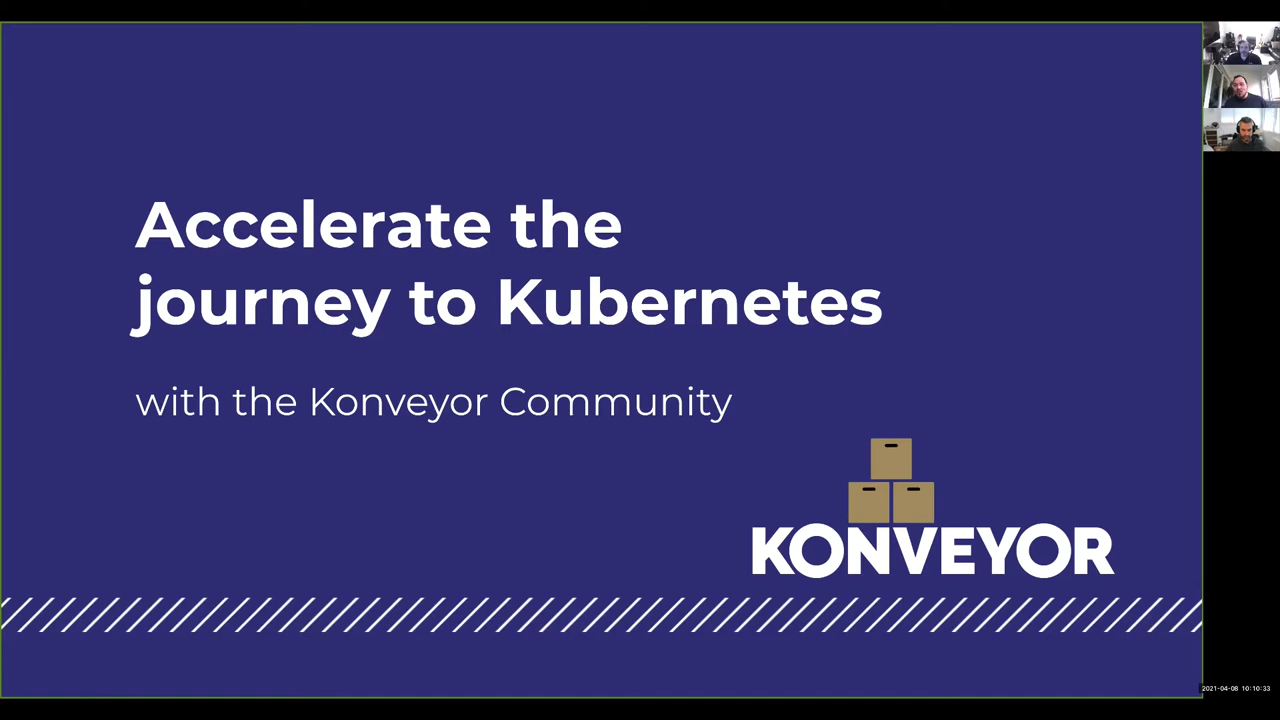 Accelerate the
journey to Kubernetes
with the Konveyor Community
KONVEYOR
2021-04-08 10:10:33